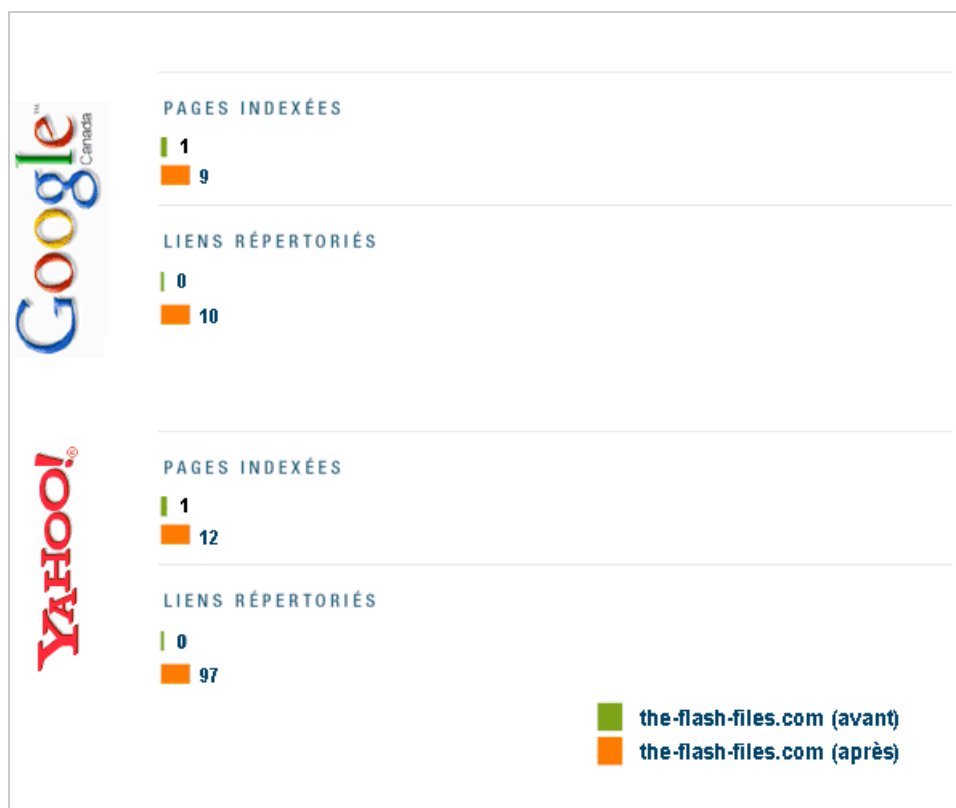 Google™
Canada
PAGES INDEXÉES
1
9
LIENS RÉPERTORIÉS
0
10
YAHOO!®
PAGES INDEXÉES
1
12
LIENS RÉPERTORIÉS
0
97
the-flash-files.com (avant)
the-flash-files.com (après)